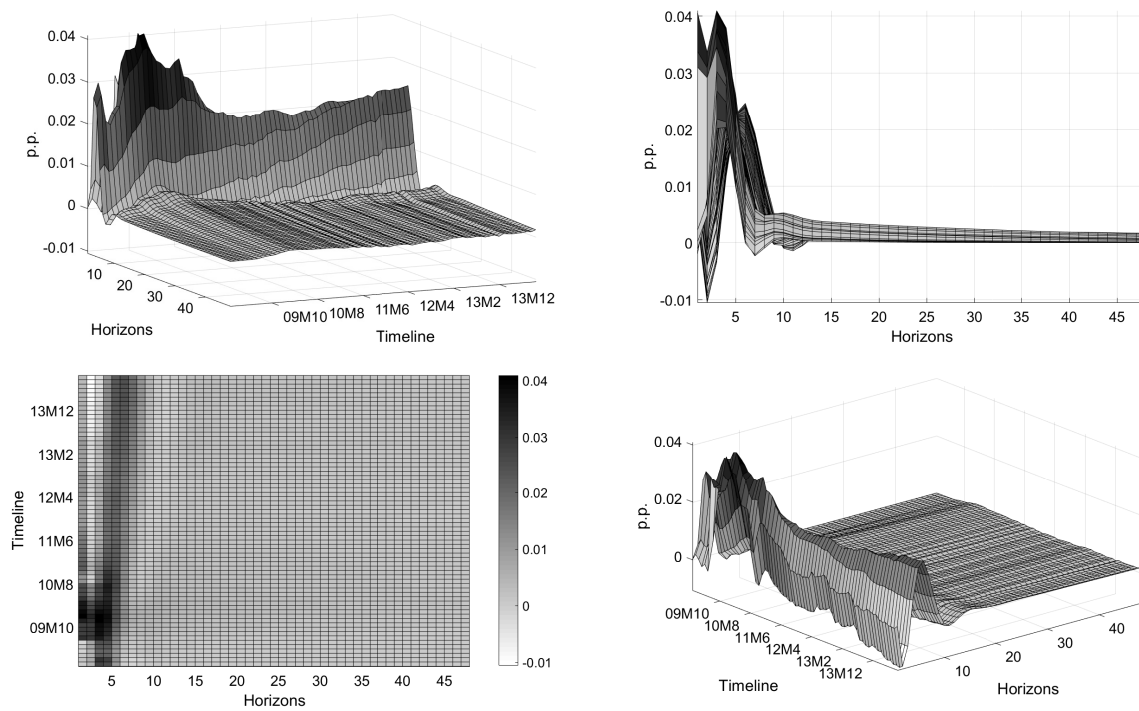 0.04
0.03
0.02
0.01
0
-0.01
p.p.
10
20
30
40
Horizons
09M10 10M8 11M6 12M4 13M2 13M12
Timeline
0.04
0.03
0.02
0.01
0
-0.01
p.p.
5 10 15 20 25 30 35 40 45
Horizons
13M12
13M2
12M4
11M6
10M8
09M10
Timeline
5 10 15 20 25 30 35 40 45
Horizons
0.04
0.03
0.02
0.01
0
-0.01
0.04
0.02
0
p.p.
09M10
10M8
11M6
12M4
13M2
13M12
Timeline
10
20
30
40
Horizons